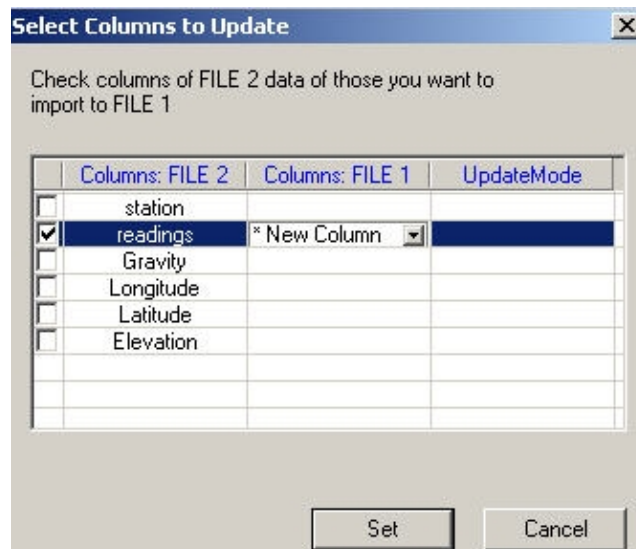 Select Columns to Update
Check columns of FILE 2 data of those you want to
import to FILE 1
Columns: FILE 2 Columns: FILE 1 UpdateMode
station
readings * New Column
Gravity
Longitude
Latitude
Elevation
Set Cancel